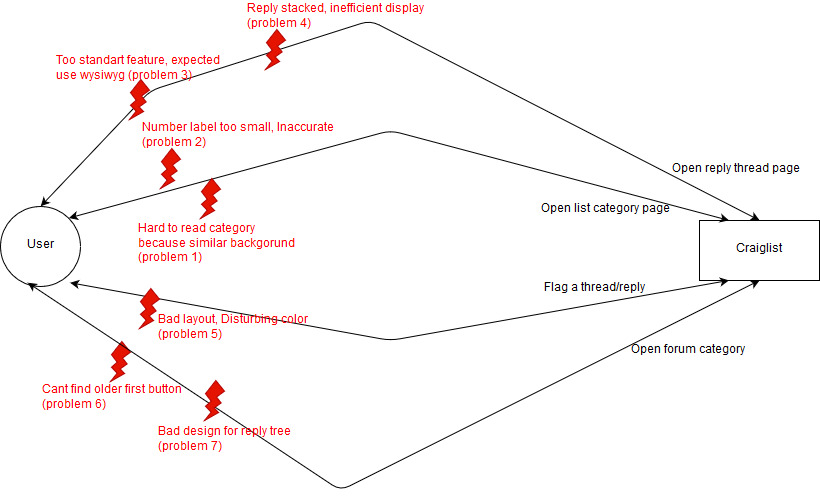 Reply stacked, inefficient display
(problem 4)
Too standart feature, expected
use wysiwyg (problem 3)
Number label too small, Inaccurate
(problem 2)
Open reply thread page
Open list category page
Hard to read category
because similar backgorund
(problem 1)
User
Craiglist
Flag a thread/reply
Bad layout, Disturbing color
(problem 5)
Open forum category
Cant find older first button
(problem 6)
Bad design for reply tree
(problem 7)